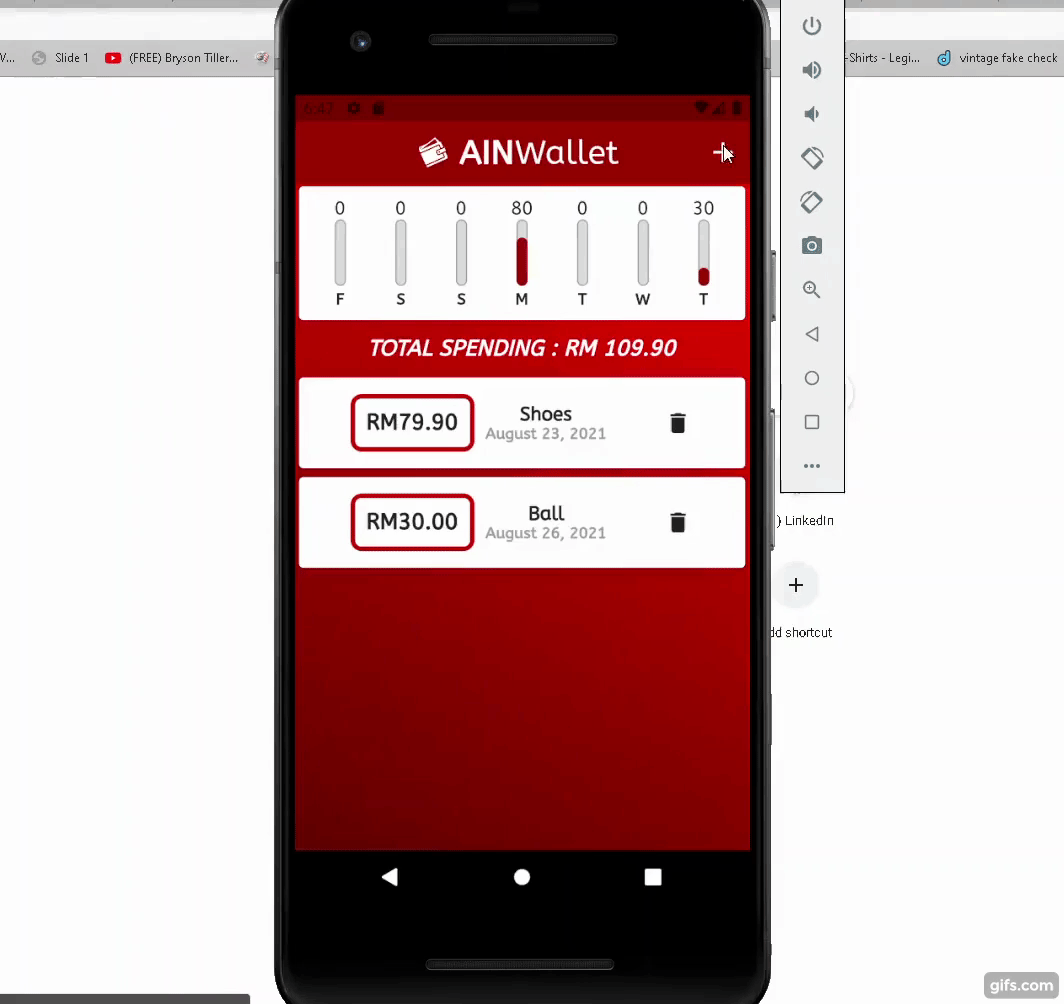 V...
Slide 1
(FREE) Bryson Tiller...
-Shirts - Legi...
vintage fake check
6:47
AINWallet
0 0 0 80 0 0 30
F S S M T W T
TOTAL SPENDING : RM 109.90
RM79.90
Shoes
August 23, 2021
RM30.00
Ball
August 26, 2021
) LinkedIn
dd shortcut
gifs.com